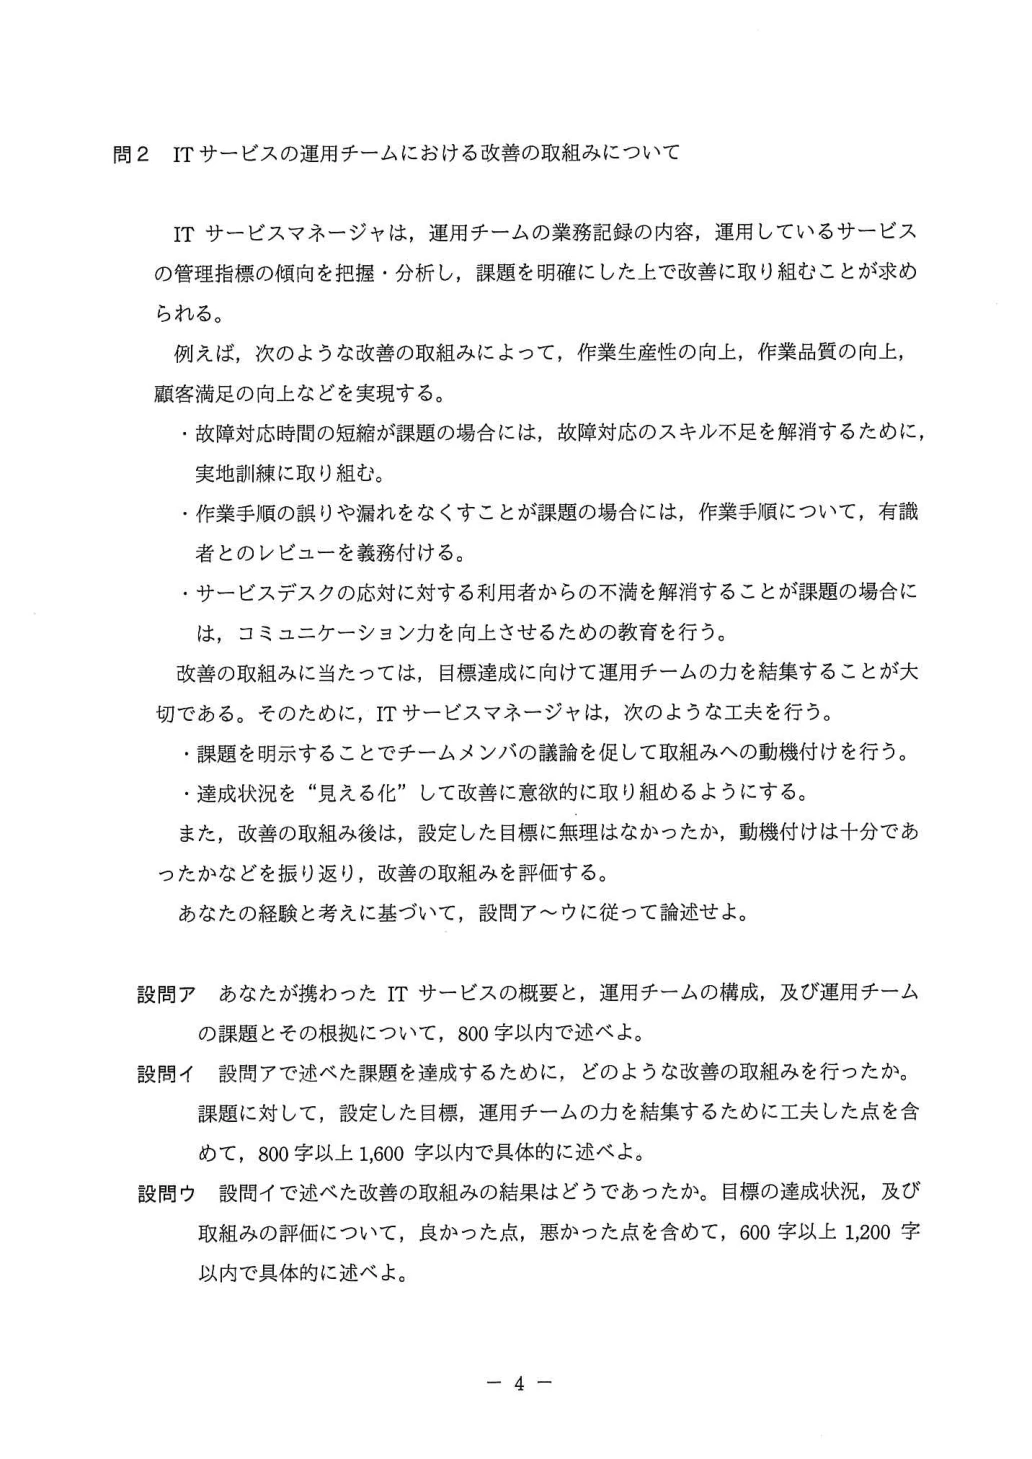 問2 IT サービスの運用チームにおける改善の取組みについて
IT サービスマネージャは，運用チームの業務記録の内容，運用しているサービス
の管理指標の傾向を把握・分析し，課題を明確にした上で改善に取り組むことが求め
られる。
例えば，次のような改善の取組みによって，作業生産性の向上，作業品質の向上，
顧客満足の向上などを実現する。
・故障対応時間の短縮が課題の場合には，故障対応のスキル不足を解消するために，
実地訓練に取り組む。
・作業手順の誤りや漏れをなくすことが課題の場合には，作業手順について，有識
者とのレビューを義務付ける。
・サービスデスクの応対に対する利用者からの不満を解消することが課題の場合に
は，コミュニケーション力を向上させるための教育を行う。
改善の取組みに当たっては，目標達成に向けて運用チームの力を結集することが大
切である。そのために，IT サービスマネージャは，次のような工夫を行う。
・課題を明示することでチームメンバの議論を促して取組みへの動機付けを行う。
・達成状況を“見える化”して改善に意欲的に取り組めるようにする。
また，改善の取組み後は，設定した目標に無理はなかったか，動機付けは十分であ
ったかなどを振り返り，改善の取組みを評価する。
あなたの経験と考えに基づいて，設問ア～ウに従って論述せよ。
設問ア あなたが携わった IT サービスの概要と，運用チームの構成，及び運用チーム
の課題とその根拠について，800 字以内で述べよ。
設問イ 設問アで述べた課題を達成するために，どのような改善の取組みを行ったか。
課題に対して，設定した目標，運用チームの力を結集するために工夫した点を含
めて，800 字以上 1,600 字以内で具体的に述べよ。
設問ウ 設問イで述べた改善の取組みの結果はどうであったか。目標の達成状況，及び
取組みの評価について，良かった点，悪かった点を含めて，600 字以上 1,200 字
以内で具体的に述べよ。
－ 4 －